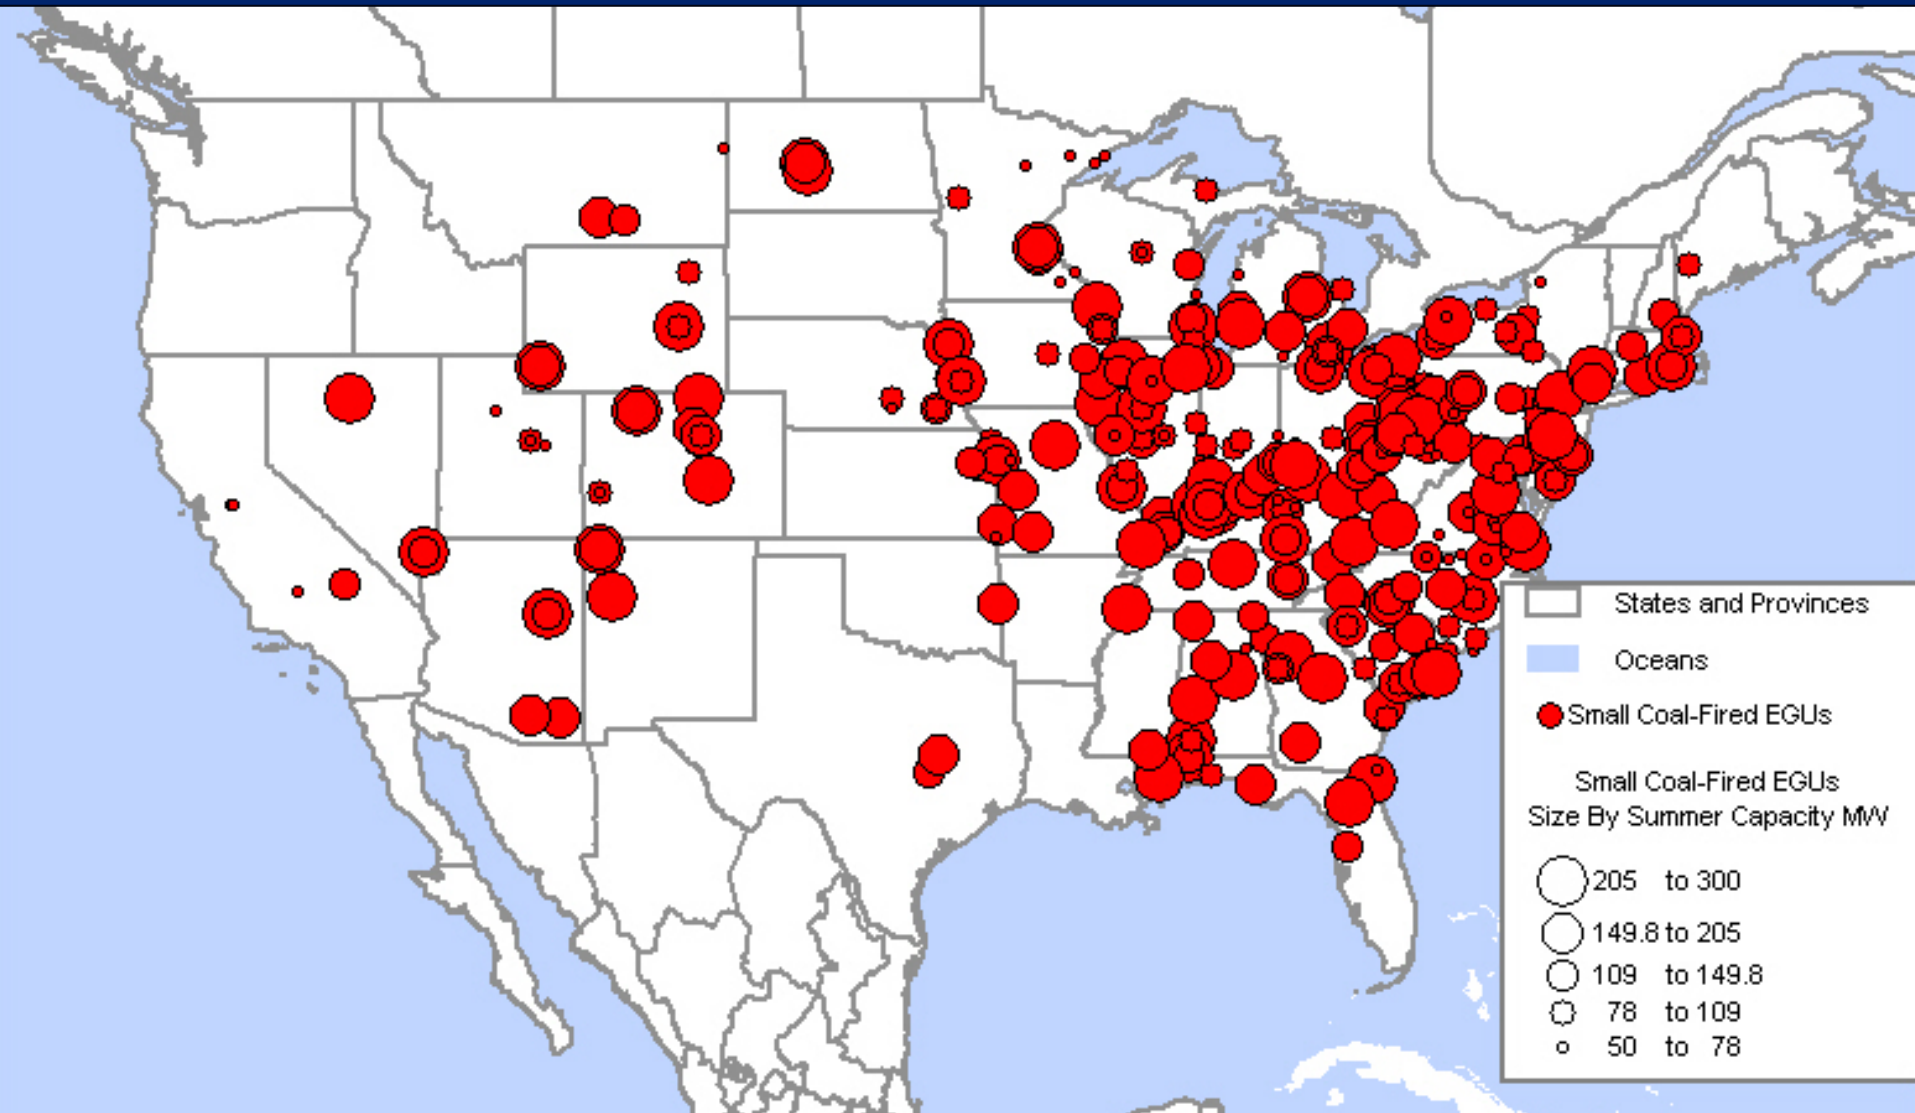 States and Provinces
Oceans
Small Coal-Fired EGUs
Small Coal-Fired EGUs
Size By Summer Capacity MW
205 to 300
149.8 to 205
109 to 149.8
78 to 109
50 to 78